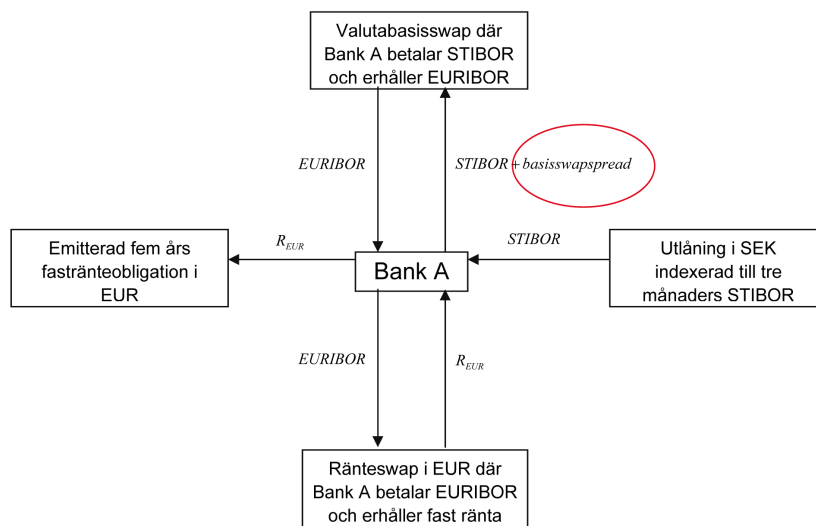 Valutabasisswap där
Bank A betalar STIBOR
och erhåller EURIBOR
EURIBOR
STIBOR + basisswapspread
Emitterad fem års
fastränteobligation i
EUR
R_EUR
Bank A
STIBOR
Utlåning i SEK
indexerad till tre
månaders STIBOR
EURIBOR
R_EUR
Ränteswap i EUR där
Bank A betalar EURIBOR
och erhåller fast ränta